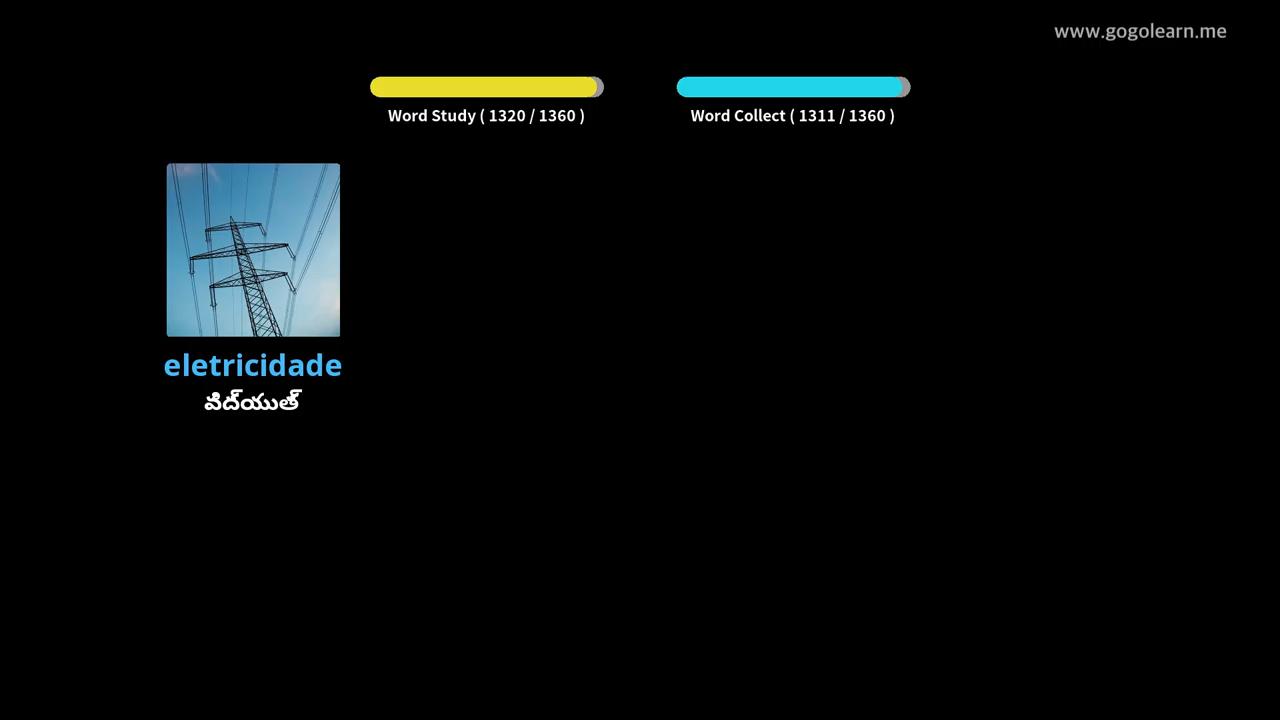 www.gogolearn.me
Word Study ( 1320 / 1360 )
Word Collect ( 1311 / 1360 )
eletricidade
విద్‌యుత్